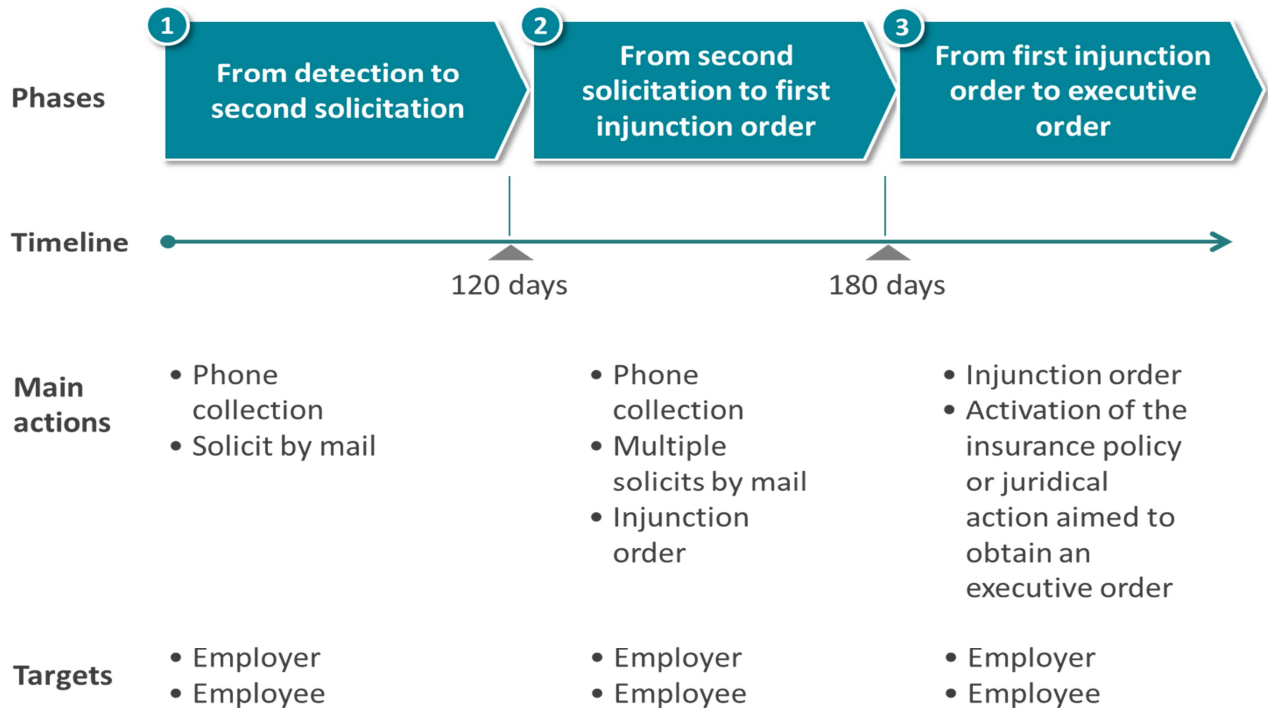 1
From detection to
second solicitation
2
From second
solicitation to first
injunction order
3
From first injunction
order to executive
order
Phases
Timeline
120 days
180 days
Main
actions
• Phone
collection
• Solicit by mail
• Phone
collection
• Multiple
solicits by mail
• Injunction
order
• Injunction order
• Activation of the
insurance policy
or juridical
action aimed to
obtain an
executive order
Targets
• Employer
• Employee
• Employer
• Employee
• Employer
• Employee